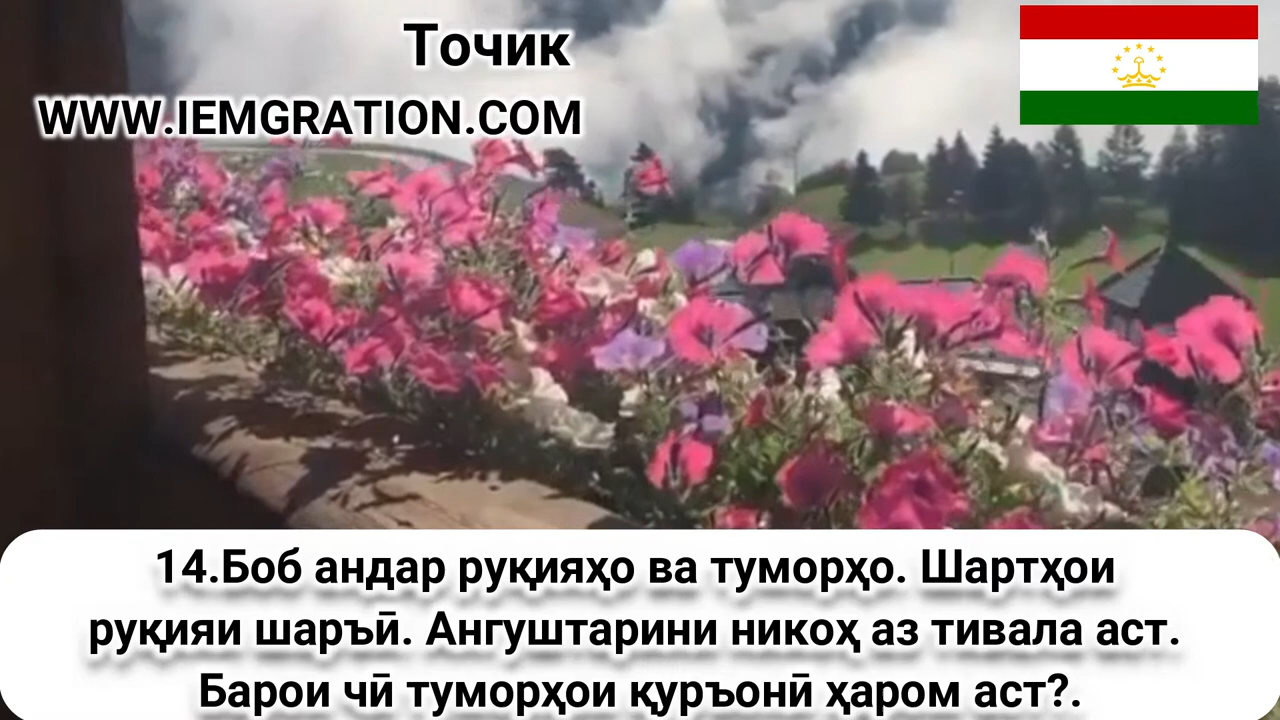 Точик
WWW.IEMGRATION.COM
14.Боб андар руқияҳо ва туморҳо. Шартҳои
руқияи шаръӣ. Ангуштарини никоҳ аз тивала аст.
Барои чӣ туморҳои қуръонӣ ҳаром аст?.